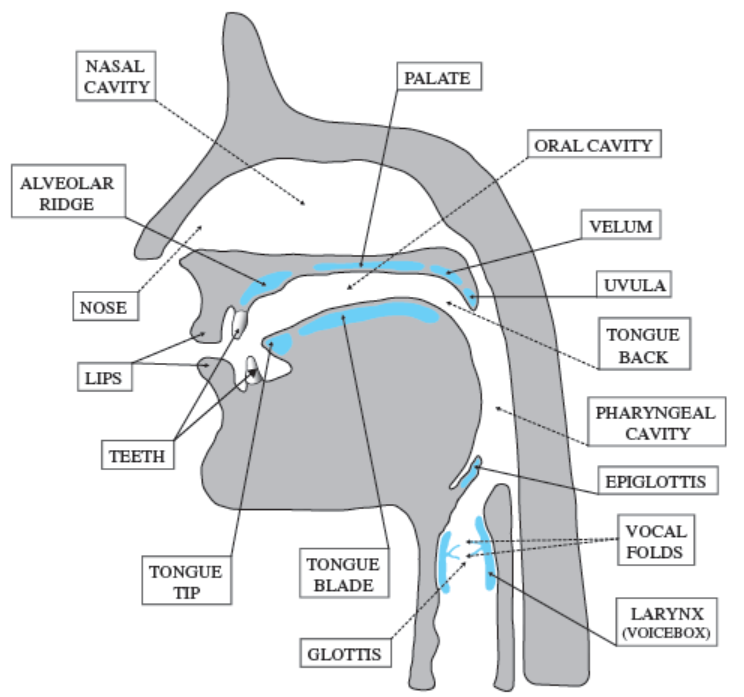 NASAL
CAVITY
PALATE
ORAL CAVITY
ALVEOLAR
RIDGE
VELUM
UVULA
NOSE
TONGUE
BACK
LIPS
PHARYNGEAL
CAVITY
TEETH
EPIGLOTTIS
VOCAL
FOLDS
TONGUE
TIP
TONGUE
BLADE
LARYNX
(VOICEBOX)
GLOTTIS